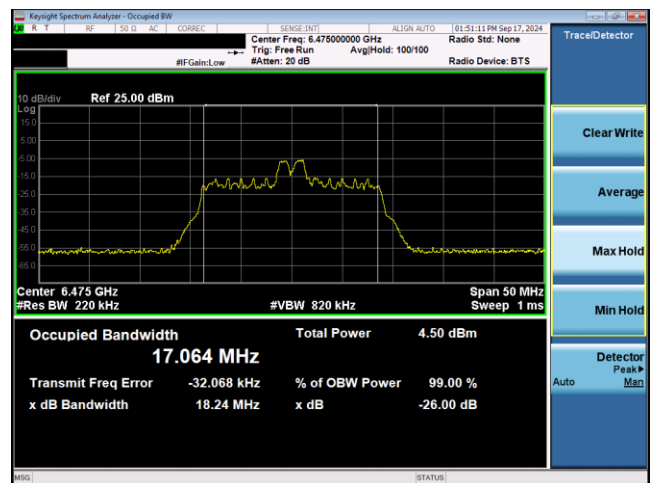 Keysight Spectrum Analyzer - Occupied BW
R T RF 50 Ω AC CORREC SENSE:INT ALIGN AUTO 01:51:11 PM Sep 17, 2024
Center Freq: 6.475000000 GHz Radio Std: None
Trig: Free Run Avg|Hold: 100/100
#IFGain:Low #Atten: 20 dB Radio Device: BTS
Trace/Detector
10 dB/div Ref 25.00 dBm
Log
15.0
5.00
-5.00
-15.0
-25.0
-35.0
-45.0
-55.0
-65.0
Center 6.475 GHz Span 50 MHz
#Res BW 220 kHz #VBW 820 kHz Sweep 1 ms
Occupied Bandwidth Total Power 4.50 dBm
17.064 MHz
Transmit Freq Error -32.068 kHz % of OBW Power 99.00 %
x dB Bandwidth 18.24 MHz x dB -26.00 dB
Clear Write
Average
Max Hold
Min Hold
Detector
Peak▶
Auto Man
MSG STATUS